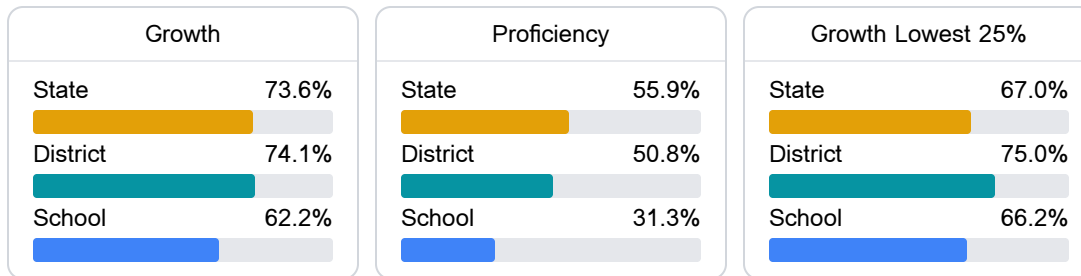 Growth
State 73.6%
District 74.1%
School 62.2%
Proficiency
State 55.9%
District 50.8%
School 31.3%
Growth Lowest 25%
State 67.0%
District 75.0%
School 66.2%